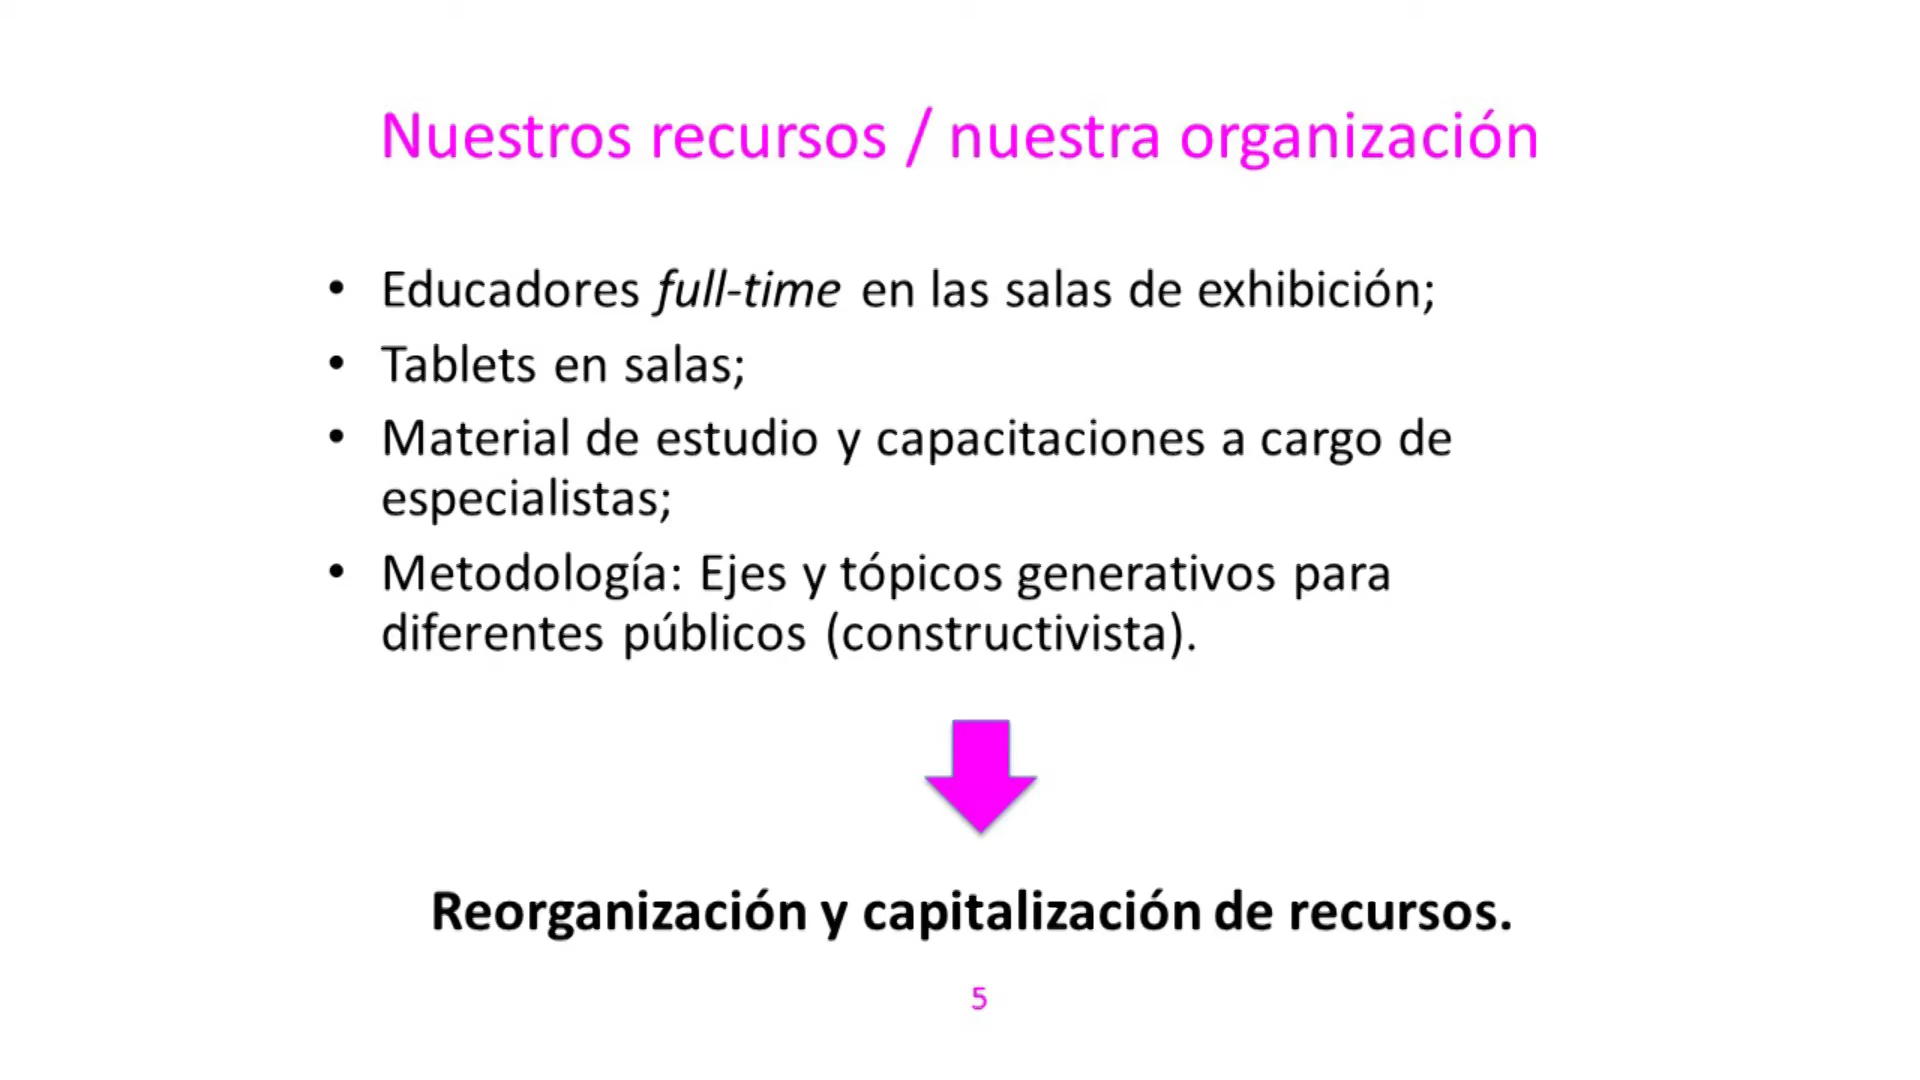 Nuestros recursos / nuestra organización
• Educadores full-time en las salas de exhibición;
• Tablets en salas;
• Material de estudio y capacitaciones a cargo de
especialistas;
• Metodología: Ejes y tópicos generativos para
diferentes públicos (constructivista).
Reorganización y capitalización de recursos.
5